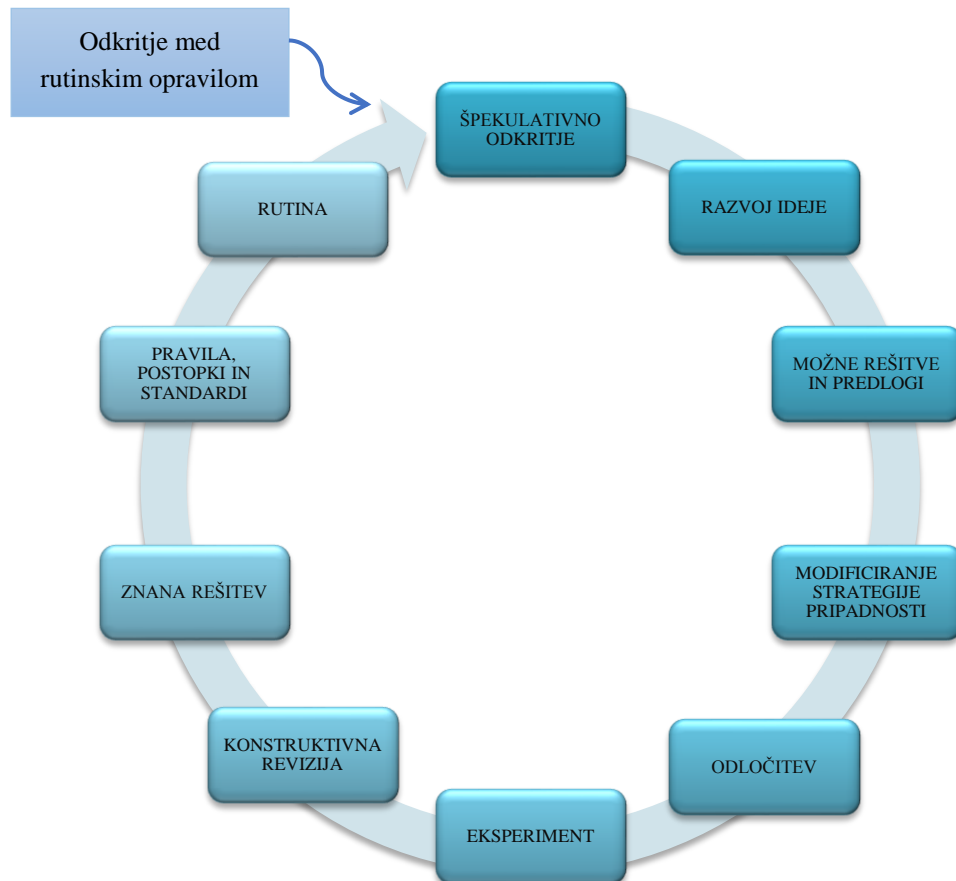 Odkritje med
rutinskim opravilom
ŠPEKULATIVNO
ODKRITJE
RAZVOJ IDEJE
MOŽNE REŠITVE
IN PREDLOGI
MODIFICIRANJE
STRATEGIJE
PRIPADNOSTI
ODLOČITEV
EKSPERIMENT
KONSTRUKTIVNA
REVIZIJA
ZNANA REŠITEV
PRAVILA,
POSTOPKI IN
STANDARDI
RUTINA